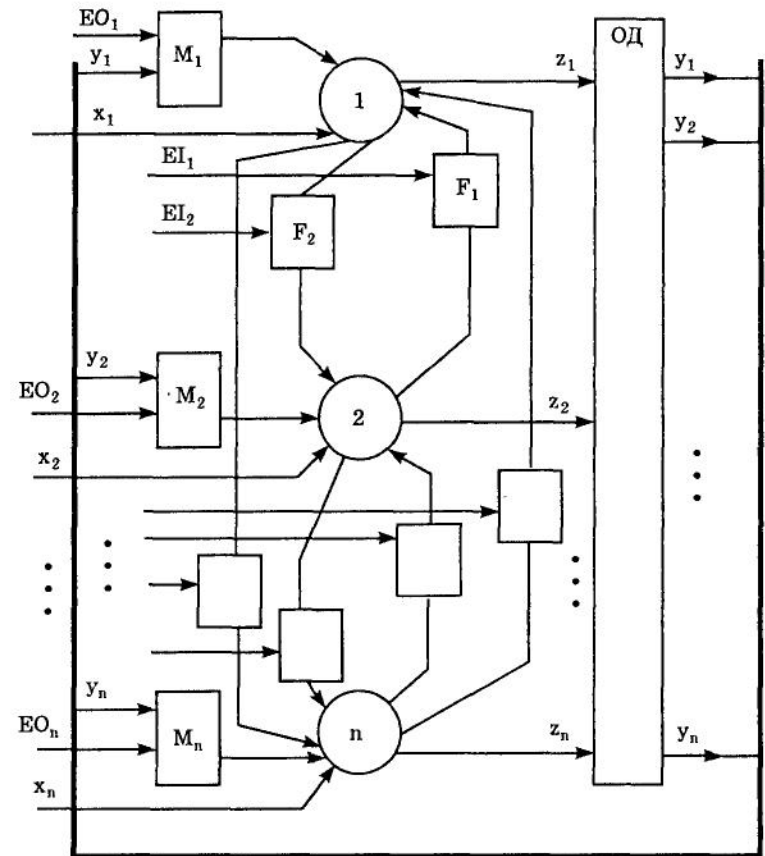 EO₁
y₁
M₁
x₁
1
z₁
ОД
y₁
y₂
EI₁
F₁
EI₂
F₂
y₂
EO₂
M₂
x₂
2
z₂
yₙ
EOₙ
Mₙ
xₙ
n
zₙ
yₙ